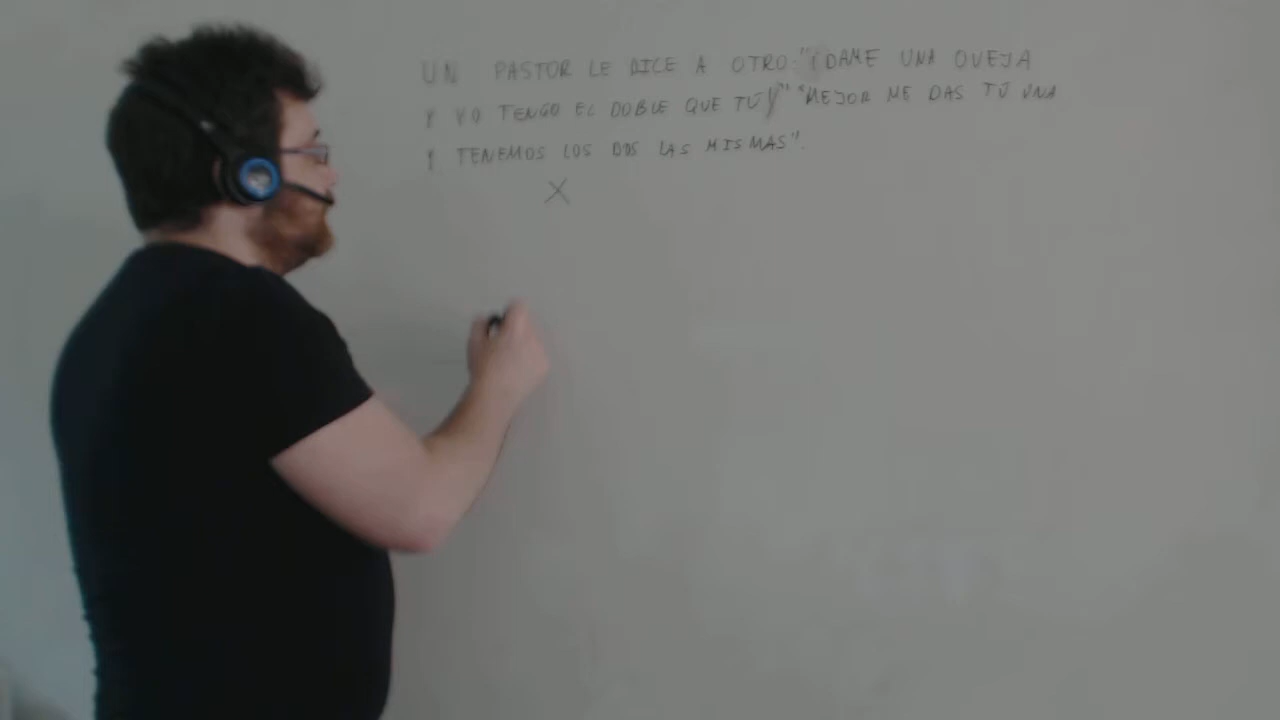 UN PASTOR LE DICE A OTRO: "(DAME UNA OVEJA
Y YO TENGO EL DOBLE QUE TÚ)" "MEJOR ME DAS TÚ UNA
Y TENEMOS LOS DOS LAS MISMAS".
X